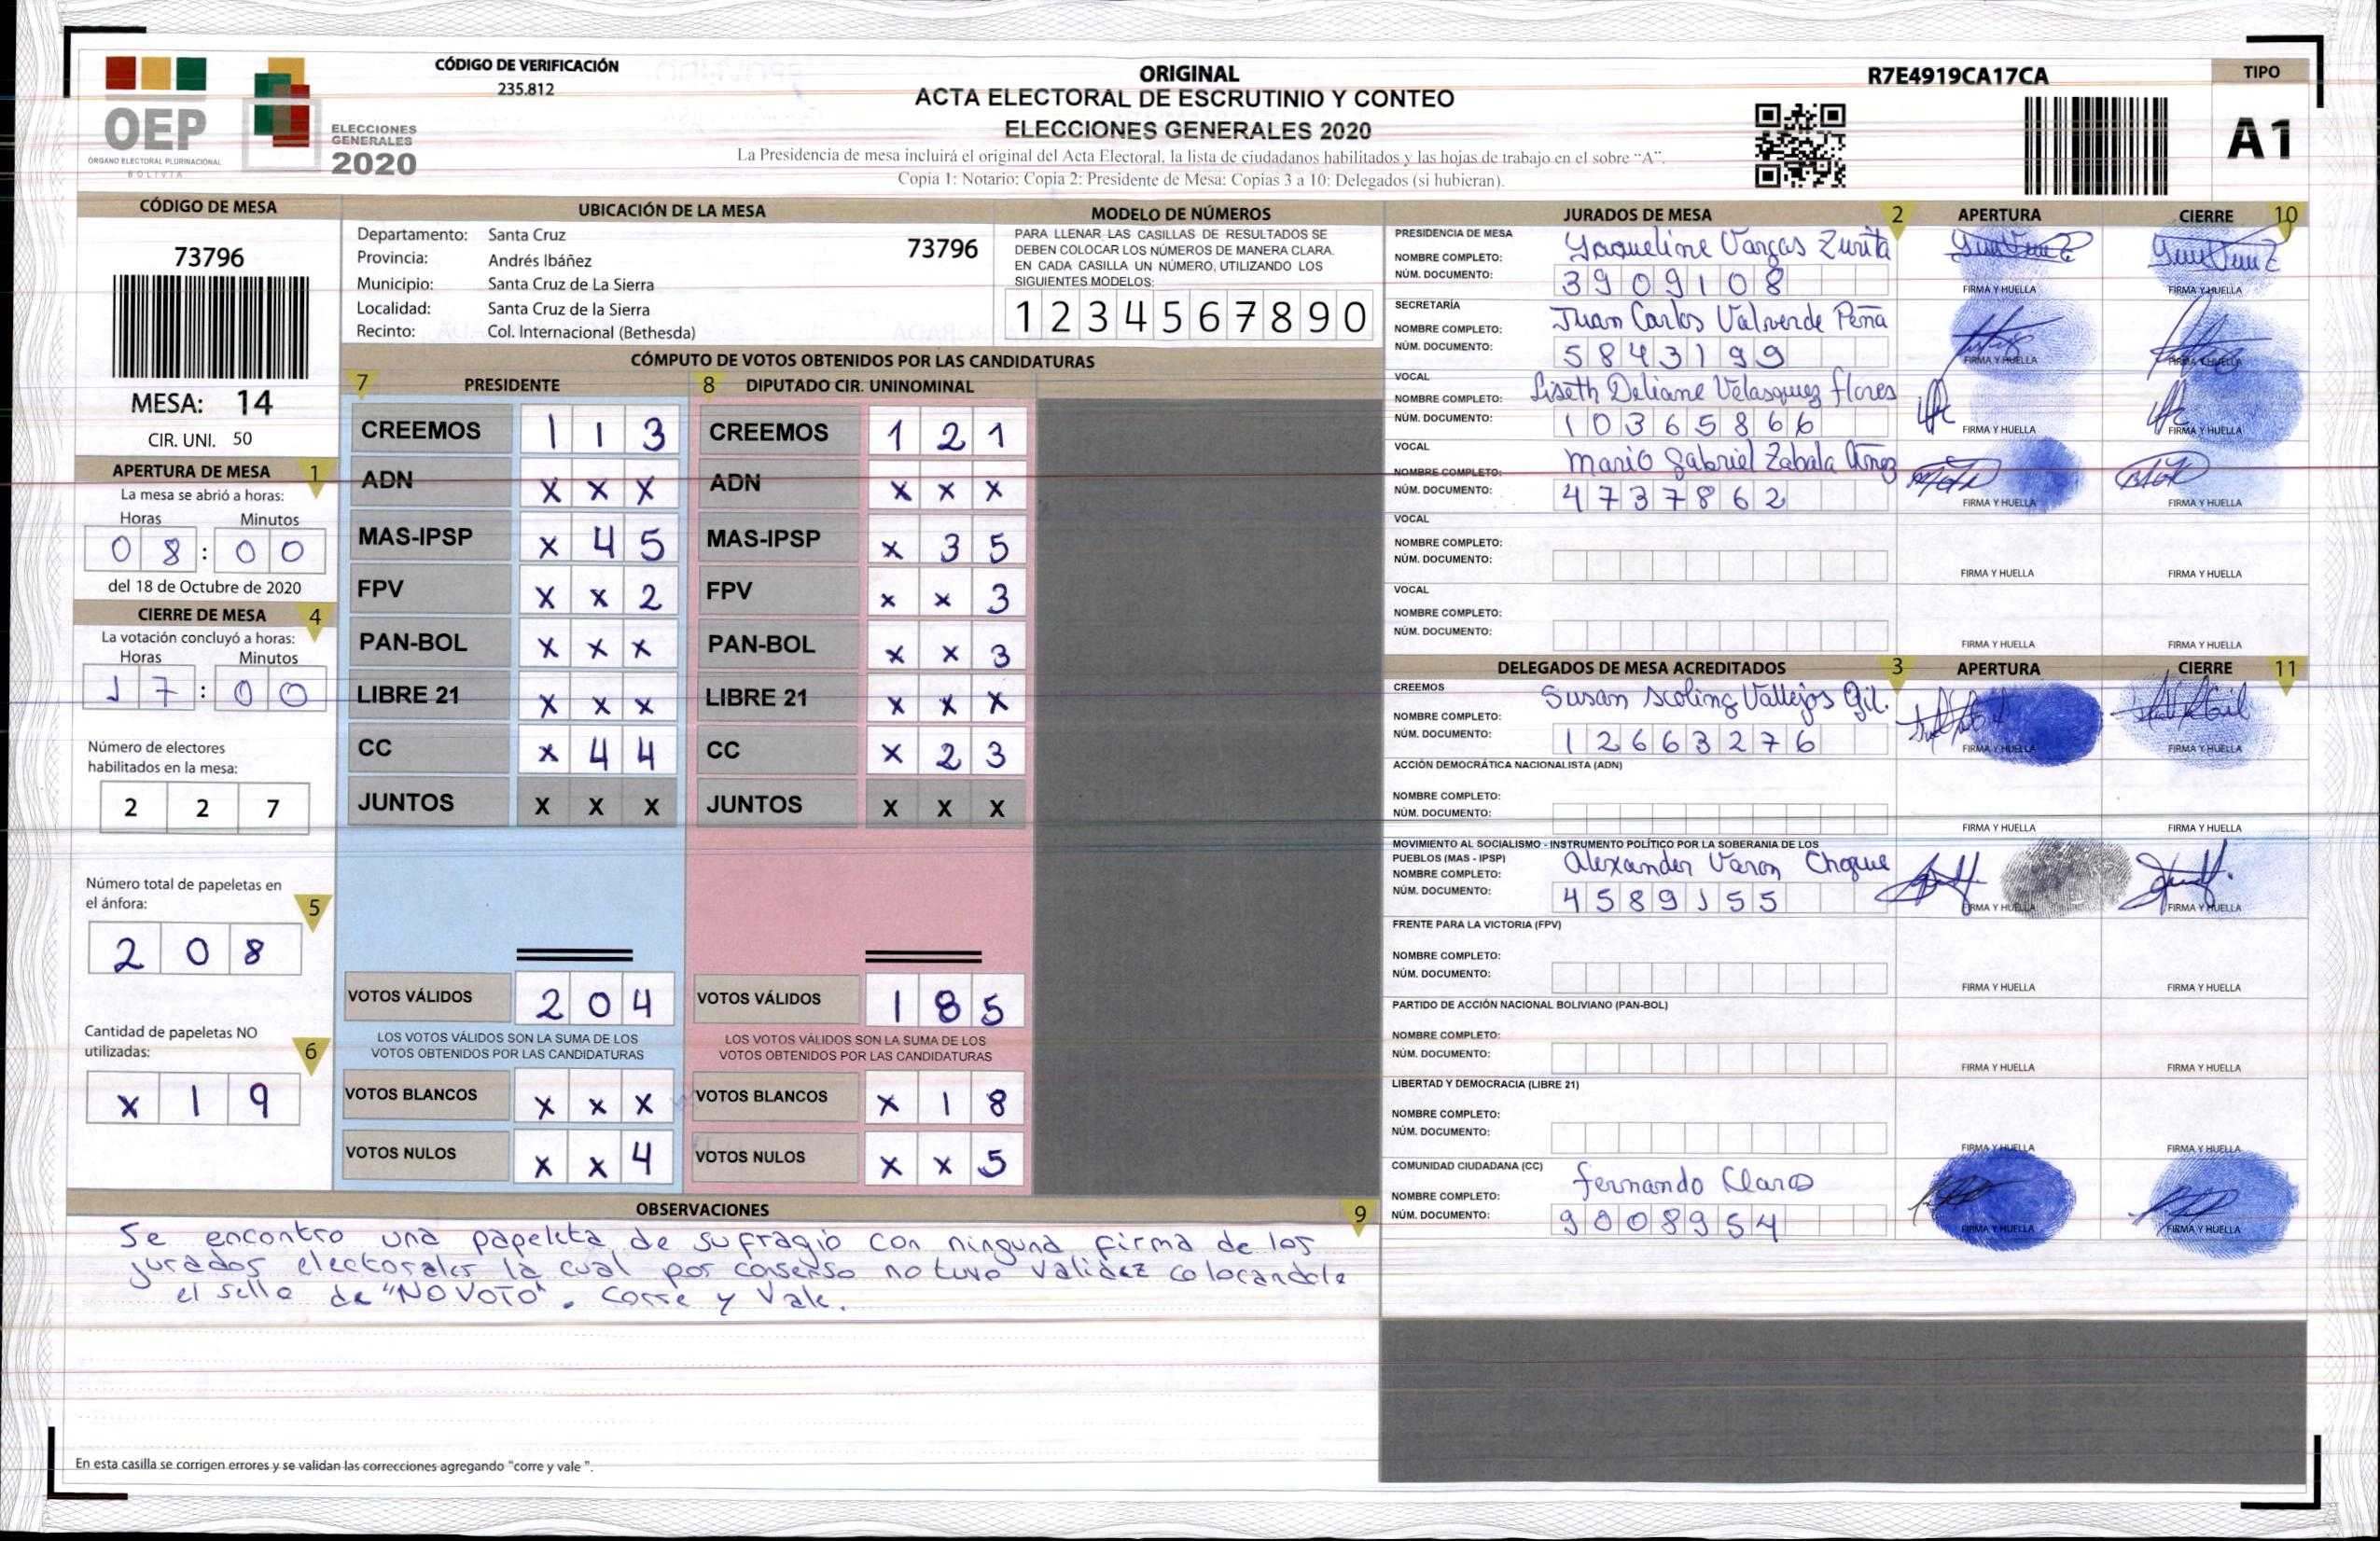 OEP
ÓRGANO ELECTORAL PLURINACIONAL
BOLIVIA
ELECCIONES
GENERALES
2020
CÓDIGO DE VERIFICACIÓN
235.812
ORIGINAL
ACTA ELECTORAL DE ESCRUTINIO Y CONTEO
ELECCIONES GENERALES 2020
La Presidencia de mesa incluirá el original del Acta Electoral, la lista de ciudadanos habilitados y las hojas de trabajo en el sobre "A".
Copia 1: Notario: Copia 2: Presidente de Mesa: Copias 3 a 10: Delegados (si hubieran).
R7E4919CA17CA
TIPO
A1
CÓDIGO DE MESA
73796
MESA: 14
CIR. UNI. 50
APERTURA DE MESA 1
La mesa se abrió a horas:
Horas Minutos
0 8 : 0 0
del 18 de Octubre de 2020
CIERRE DE MESA 4
La votación concluyó a horas:
Horas Minutos
1 7 : 0 0
Número de electores
habilitados en la mesa:
2 2 7
Número total de papeletas en
el ánfora: 5
2 0 8
Cantidad de papeletas NO
utilizadas: 6
x 1 9
UBICACIÓN DE LA MESA
Departamento: Santa Cruz
Provincia: Andrés Ibáñez
Municipio: Santa Cruz de La Sierra
Localidad: Santa Cruz de la Sierra
Recinto: Col. Internacional (Bethesda)
73796
MODELO DE NÚMEROS
PARA LLENAR LAS CASILLAS DE RESULTADOS SE
DEBEN COLOCAR LOS NÚMEROS DE MANERA CLARA.
EN CADA CASILLA UN NÚMERO, UTILIZANDO LOS
SIGUIENTES MODELOS:
1 2 3 4 5 6 7 8 9 0
CÓMPUTO DE VOTOS OBTENIDOS POR LAS CANDIDATURAS
7 PRESIDENTE 8 DIPUTADO CIR. UNINOMINAL
CREEMOS 1 1 3 CREEMOS 1 2 1
ADN x x x ADN x x x
MAS-IPSP x 4 5 MAS-IPSP x 3 5
FPV x x 2 FPV x x 3
PAN-BOL x x x PAN-BOL x x 3
LIBRE 21 x x x LIBRE 21 x x x
CC x 4 4 CC x 2 3
JUNTOS X X X JUNTOS X X X
VOTOS VÁLIDOS 2 0 4 VOTOS VÁLIDOS 1 8 5
LOS VOTOS VÁLIDOS SON LA SUMA DE LOS LOS VOTOS VÁLIDOS SON LA SUMA DE LOS
VOTOS OBTENIDOS POR LAS CANDIDATURAS VOTOS OBTENIDOS POR LAS CANDIDATURAS
VOTOS BLANCOS x x x VOTOS BLANCOS x 1 8
VOTOS NULOS x x 4 VOTOS NULOS x x 5
OBSERVACIONES 9
Se encontro una papeleta de sufragio con ninguna firma de los
jurados electorales la cual por consenso no tuvo validez colocandole
el sello de "NO VOTO". Corre y Vale.
En esta casilla se corrigen errores y se validan las correcciones agregando "corre y vale ".
JURADOS DE MESA 2 APERTURA CIERRE 10
PRESIDENCIA DE MESA
NOMBRE COMPLETO: Yaqueline Vargas Zurita
NÚM. DOCUMENTO: 3909108
FIRMA Y HUELLA FIRMA Y HUELLA
SECRETARÍA
NOMBRE COMPLETO: Juan Carlos Valverde Peña
NÚM. DOCUMENTO: 5843199
FIRMA Y HUELLA FIRMA Y HUELLA
VOCAL
NOMBRE COMPLETO: Liseth Deliane Velasquez flores
NÚM. DOCUMENTO: 10365866
FIRMA Y HUELLA FIRMA Y HUELLA
VOCAL
NOMBRE COMPLETO: Mario Gabriel Zabala
NÚM. DOCUMENTO: 4737862
FIRMA Y HUELLA FIRMA Y HUELLA
VOCAL
NOMBRE COMPLETO:
NÚM. DOCUMENTO:
FIRMA Y HUELLA FIRMA Y HUELLA
VOCAL
NOMBRE COMPLETO:
NÚM. DOCUMENTO:
FIRMA Y HUELLA FIRMA Y HUELLA
DELEGADOS DE MESA ACREDITADOS 3 APERTURA CIERRE 11
CREEMOS
NOMBRE COMPLETO: Susan Vallejos Gil.
NÚM. DOCUMENTO: 12663276
FIRMA Y HUELLA FIRMA Y HUELLA
ACCIÓN DEMOCRÁTICA NACIONALISTA (ADN)
NOMBRE COMPLETO:
NÚM. DOCUMENTO:
FIRMA Y HUELLA FIRMA Y HUELLA
MOVIMIENTO AL SOCIALISMO - INSTRUMENTO POLÍTICO POR LA SOBERANIA DE LOS
PUEBLOS (MAS - IPSP)
NOMBRE COMPLETO: Alexander Choque
NÚM. DOCUMENTO: 4589155
FIRMA Y HUELLA FIRMA Y HUELLA
FRENTE PARA LA VICTORIA (FPV)
NOMBRE COMPLETO:
NÚM. DOCUMENTO:
FIRMA Y HUELLA FIRMA Y HUELLA
PARTIDO DE ACCIÓN NACIONAL BOLIVIANO (PAN-BOL)
NOMBRE COMPLETO:
NÚM. DOCUMENTO:
FIRMA Y HUELLA FIRMA Y HUELLA
LIBERTAD Y DEMOCRACIA (LIBRE 21)
NOMBRE COMPLETO:
NÚM. DOCUMENTO:
FIRMA Y HUELLA FIRMA Y HUELLA
COMUNIDAD CIUDADANA (CC)
NOMBRE COMPLETO: fernando Claros
NÚM. DOCUMENTO: 9008954
FIRMA Y HUELLA FIRMA Y HUELLA